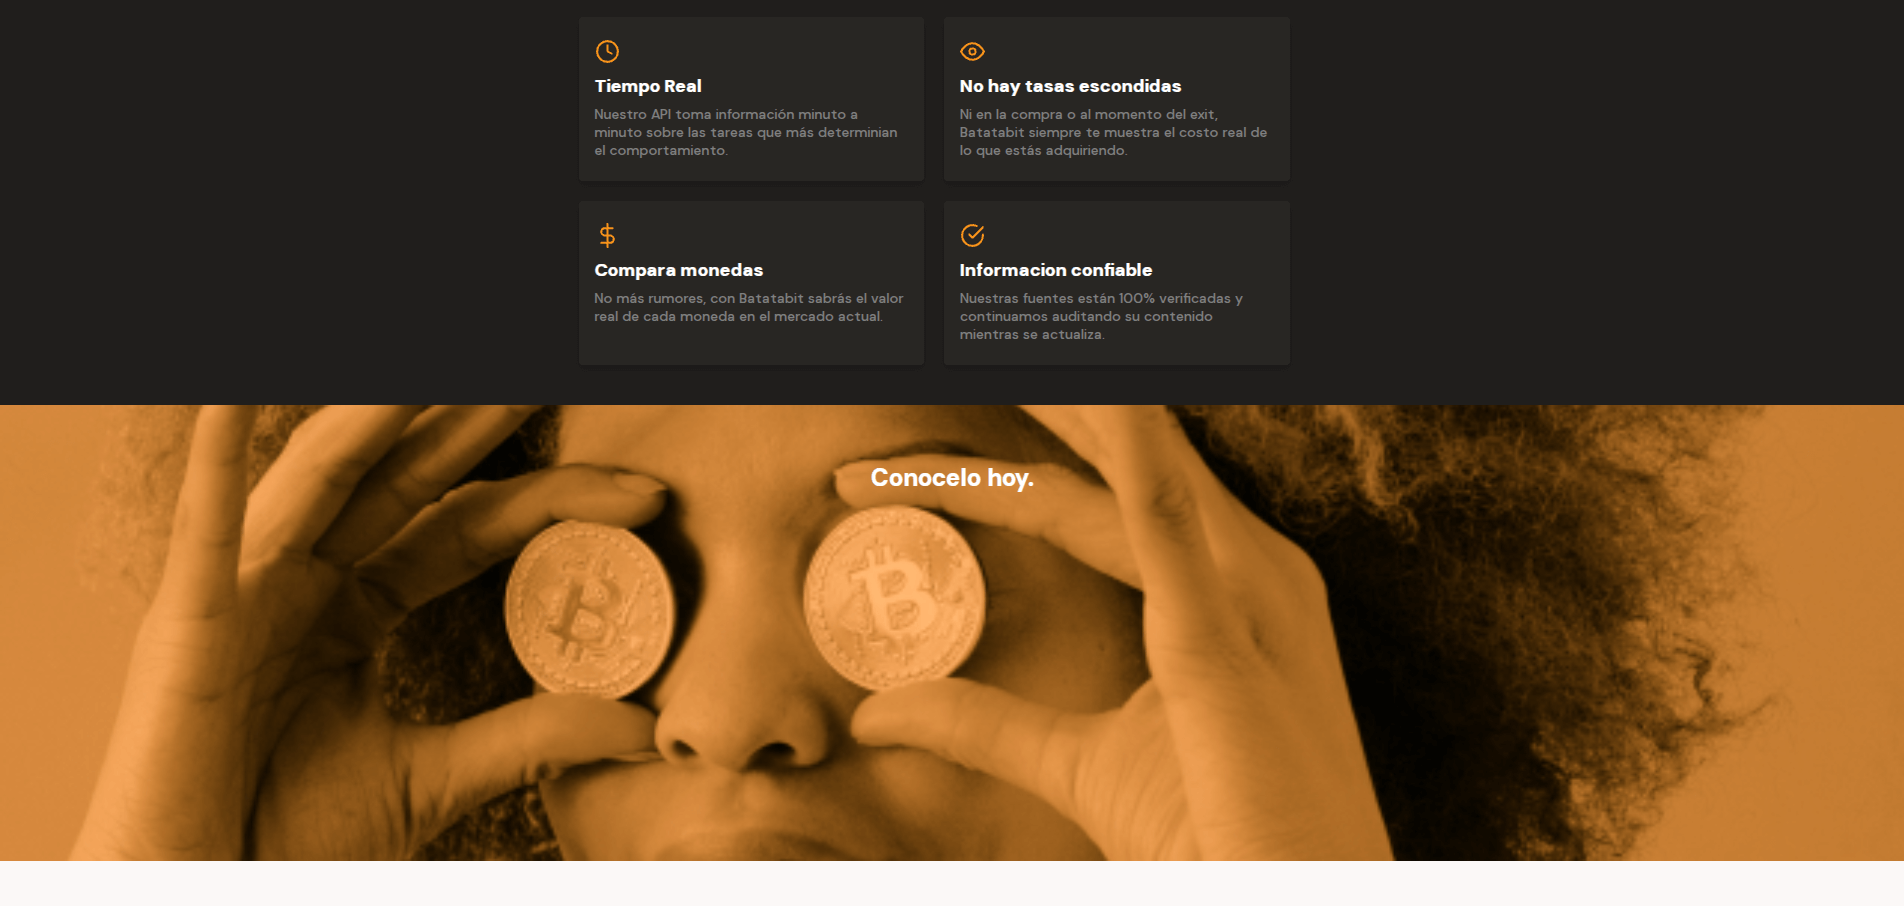 Tiempo Real
Nuestro API toma información minuto a
minuto sobre las tareas que más determinian
el comportamiento.
No hay tasas escondidas
Ni en la compra o al momento del exit,
Batatabit siempre te muestra el costo real de
lo que estás adquiriendo.
Compara monedas
No más rumores, con Batatabit sabrás el valor
real de cada moneda en el mercado actual.
Informacion confiable
Nuestras fuentes están 100% verificadas y
continuamos auditando su contenido
mientras se actualiza.
Conocelo hoy.